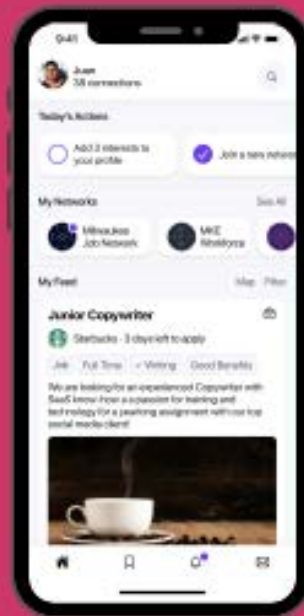 9:41
Juan
38 connections
Today's Actions
Add 3 interests to
your profile
Join a new network
My Networks
See All
Milwaukee
Job Network
MKE
Workforce
My Feed
Map Filter
Junior Copywriter
Starbucks · 3 days left to apply
Job Full Time ✓ Writing Good Benefits
We are looking for an experienced Copywriter with
SaaS know-how a passion for training and
technology for a yearlong assignment with our top
social media client!